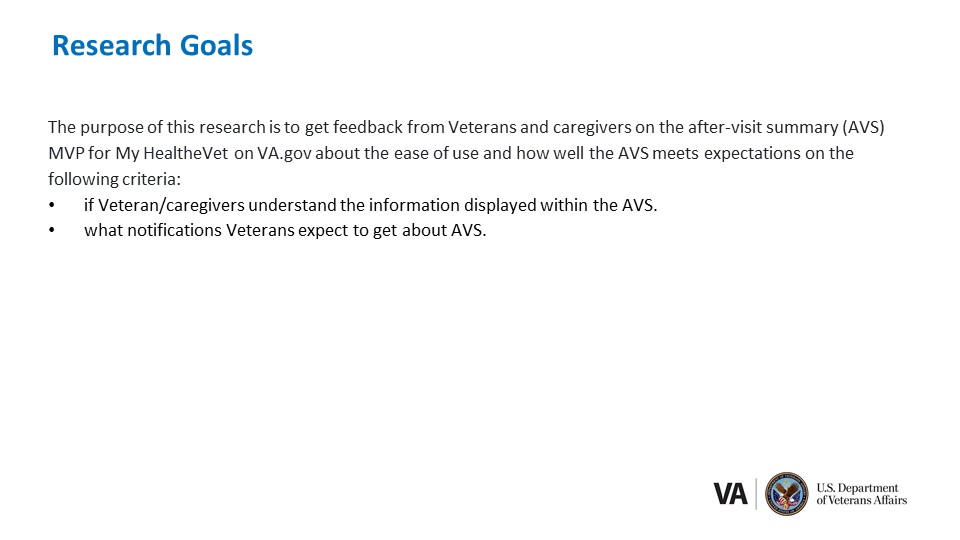 Research Goals
The purpose of this research is to get feedback from Veterans and caregivers on the after-visit summary (AVS)
MVP for My HealtheVet on VA.gov about the ease of use and how well the AVS meets expectations on the
following criteria:
• if Veteran/caregivers understand the information displayed within the AVS.
• what notifications Veterans expect to get about AVS.
VA
U.S. Department
of Veterans Affairs